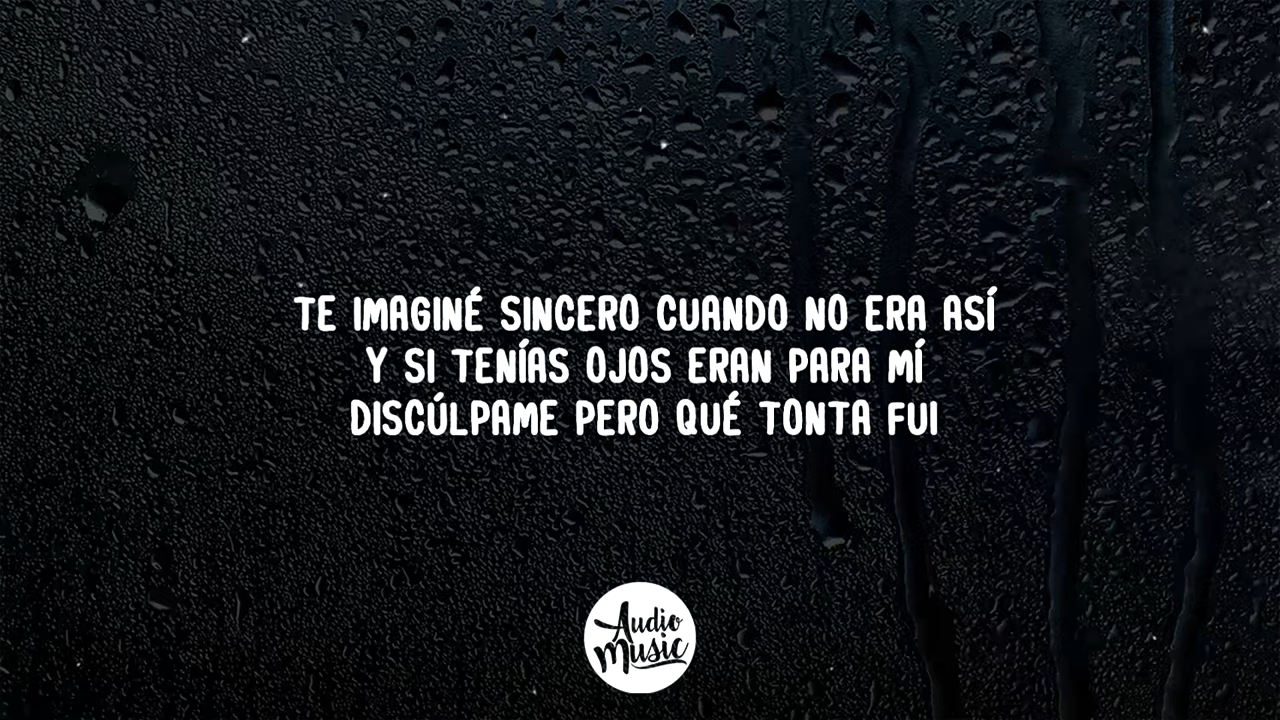 TE IMAGINÉ SINCERO CUANDO NO ERA ASÍ
Y SI TENÍAS OJOS ERAN PARA MÍ
DISCÚLPAME PERO QUÉ TONTA FUI
Audio
Music